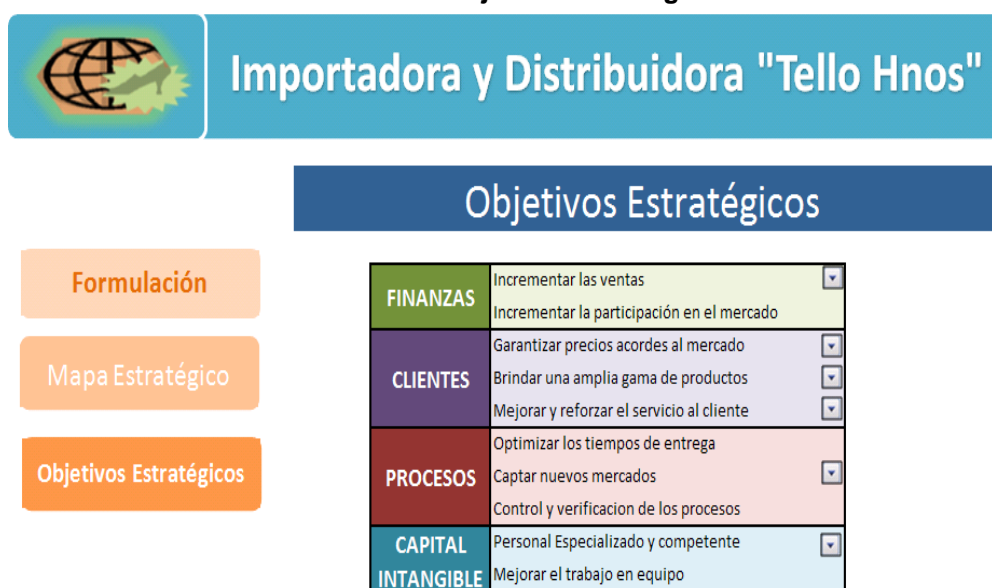 Importadora y Distribuidora "Tello Hnos"
Objetivos Estratégicos
Formulación
Mapa Estratégico
Objetivos Estratégicos
FINANZAS
Incrementar las ventas
Incrementar la participación en el mercado
CLIENTES
Garantizar precios acordes al mercado
Brindar una amplia gama de productos
Mejorar y reforzar el servicio al cliente
PROCESOS
Optimizar los tiempos de entrega
Captar nuevos mercados
Control y verificacion de los procesos
CAPITAL
INTANGIBLE
Personal Especializado y competente
Mejorar el trabajo en equipo